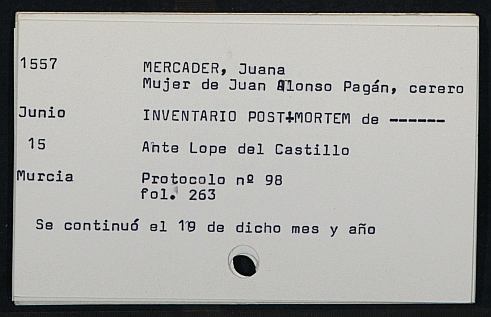 1557 MERCADER, Juana
Mujer de Juan Alonso Pagán, cerero
Junio INVENTARIO POST-MORTEM de ------
15 Ante Lope del Castillo
Murcia Protocolo nº 98
fol. 263
Se continuó el 19 de dicho mes y año